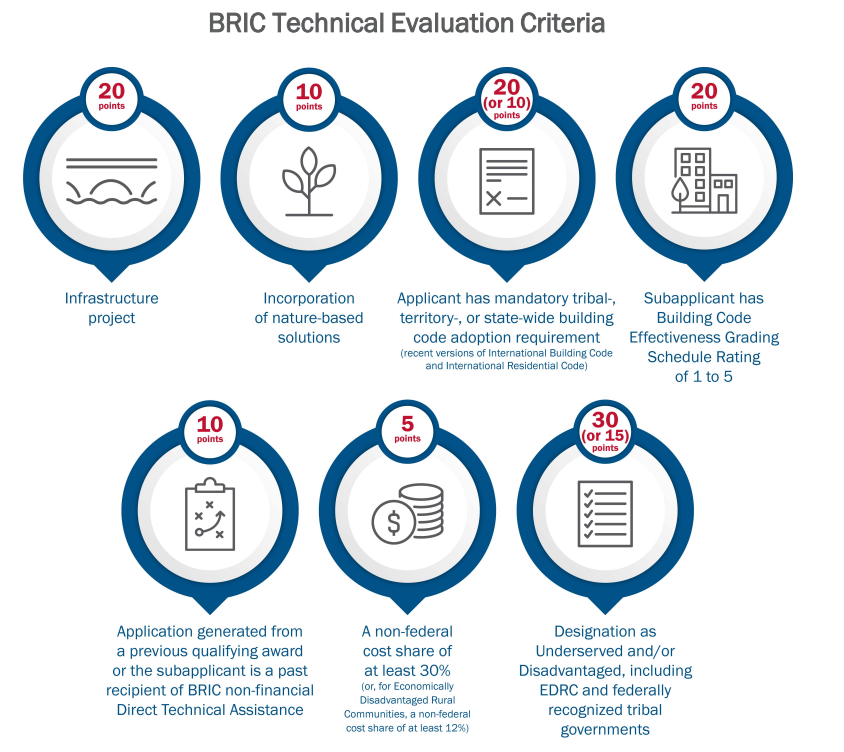 BRIC Technical Evaluation Criteria
20
points
10
points
20
(or 10)
points
20
points
Infrastructure
project
Incorporation
of nature-based
solutions
Applicant has mandatory tribal-,
territory-, or state-wide building
code adoption requirement
(recent versions of International Building Code
and International Residential Code)
Subapplicant has
Building Code
Effectiveness Grading
Schedule Rating
of 1 to 5
10
points
5
points
30
(or 15)
points
Application generated from
a previous qualifying award
or the subapplicant is a past
recipient of BRIC non-financial
Direct Technical Assistance
A non-federal
cost share of
at least 30%
(or, for Economically
Disadvantaged Rural
Communities, a non-federal
cost share of at least 12%)
Designation as
Underserved and/or
Disadvantaged, including
EDRC and federally
recognized tribal
governments